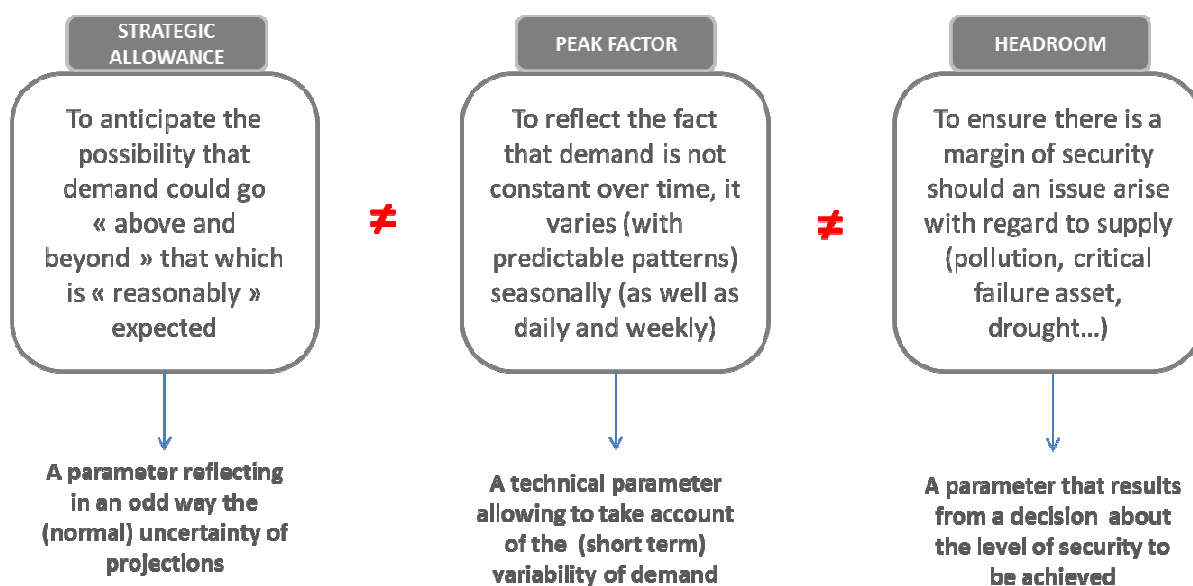 STRATEGIC
ALLOWANCE
To anticipate the
possibility that
demand could go
« above and
beyond » that which
is « reasonably »
expected
A parameter reflecting
in an odd way the
(normal) uncertainty of
projections
≠
PEAK FACTOR
To reflect the fact
that demand is not
constant over time, it
varies (with
predictable patterns)
seasonally (as well as
daily and weekly)
A technical parameter
allowing to take account
of the (short term)
variability of demand
≠
HEADROOM
To ensure there is a
margin of security
should an issue arise
with regard to supply
(pollution, critical
failure asset,
drought…)
A parameter that results
from a decision about
the level of security to
be achieved